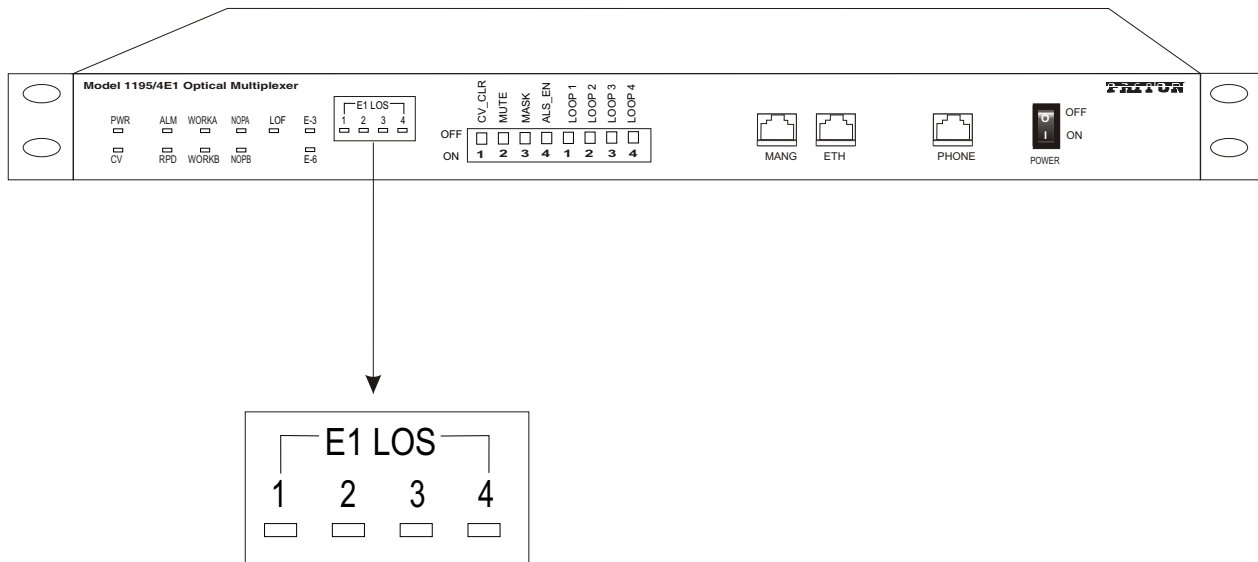 Model 1195/4E1 Optical Multiplexer
PATTON
PWR ALM WORKA NOPA LOF E-3
CV RPD WORKB NOPB E-6
E1 LOS
1 2 3 4
CV_CLR
MUTE
MASK
ALS_EN
LOOP 1
LOOP 2
LOOP 3
LOOP 4
OFF
ON 1 2 3 4 1 2 3 4
MANG ETH PHONE
OFF
ON
O
I
POWER
E1 LOS
1 2 3 4